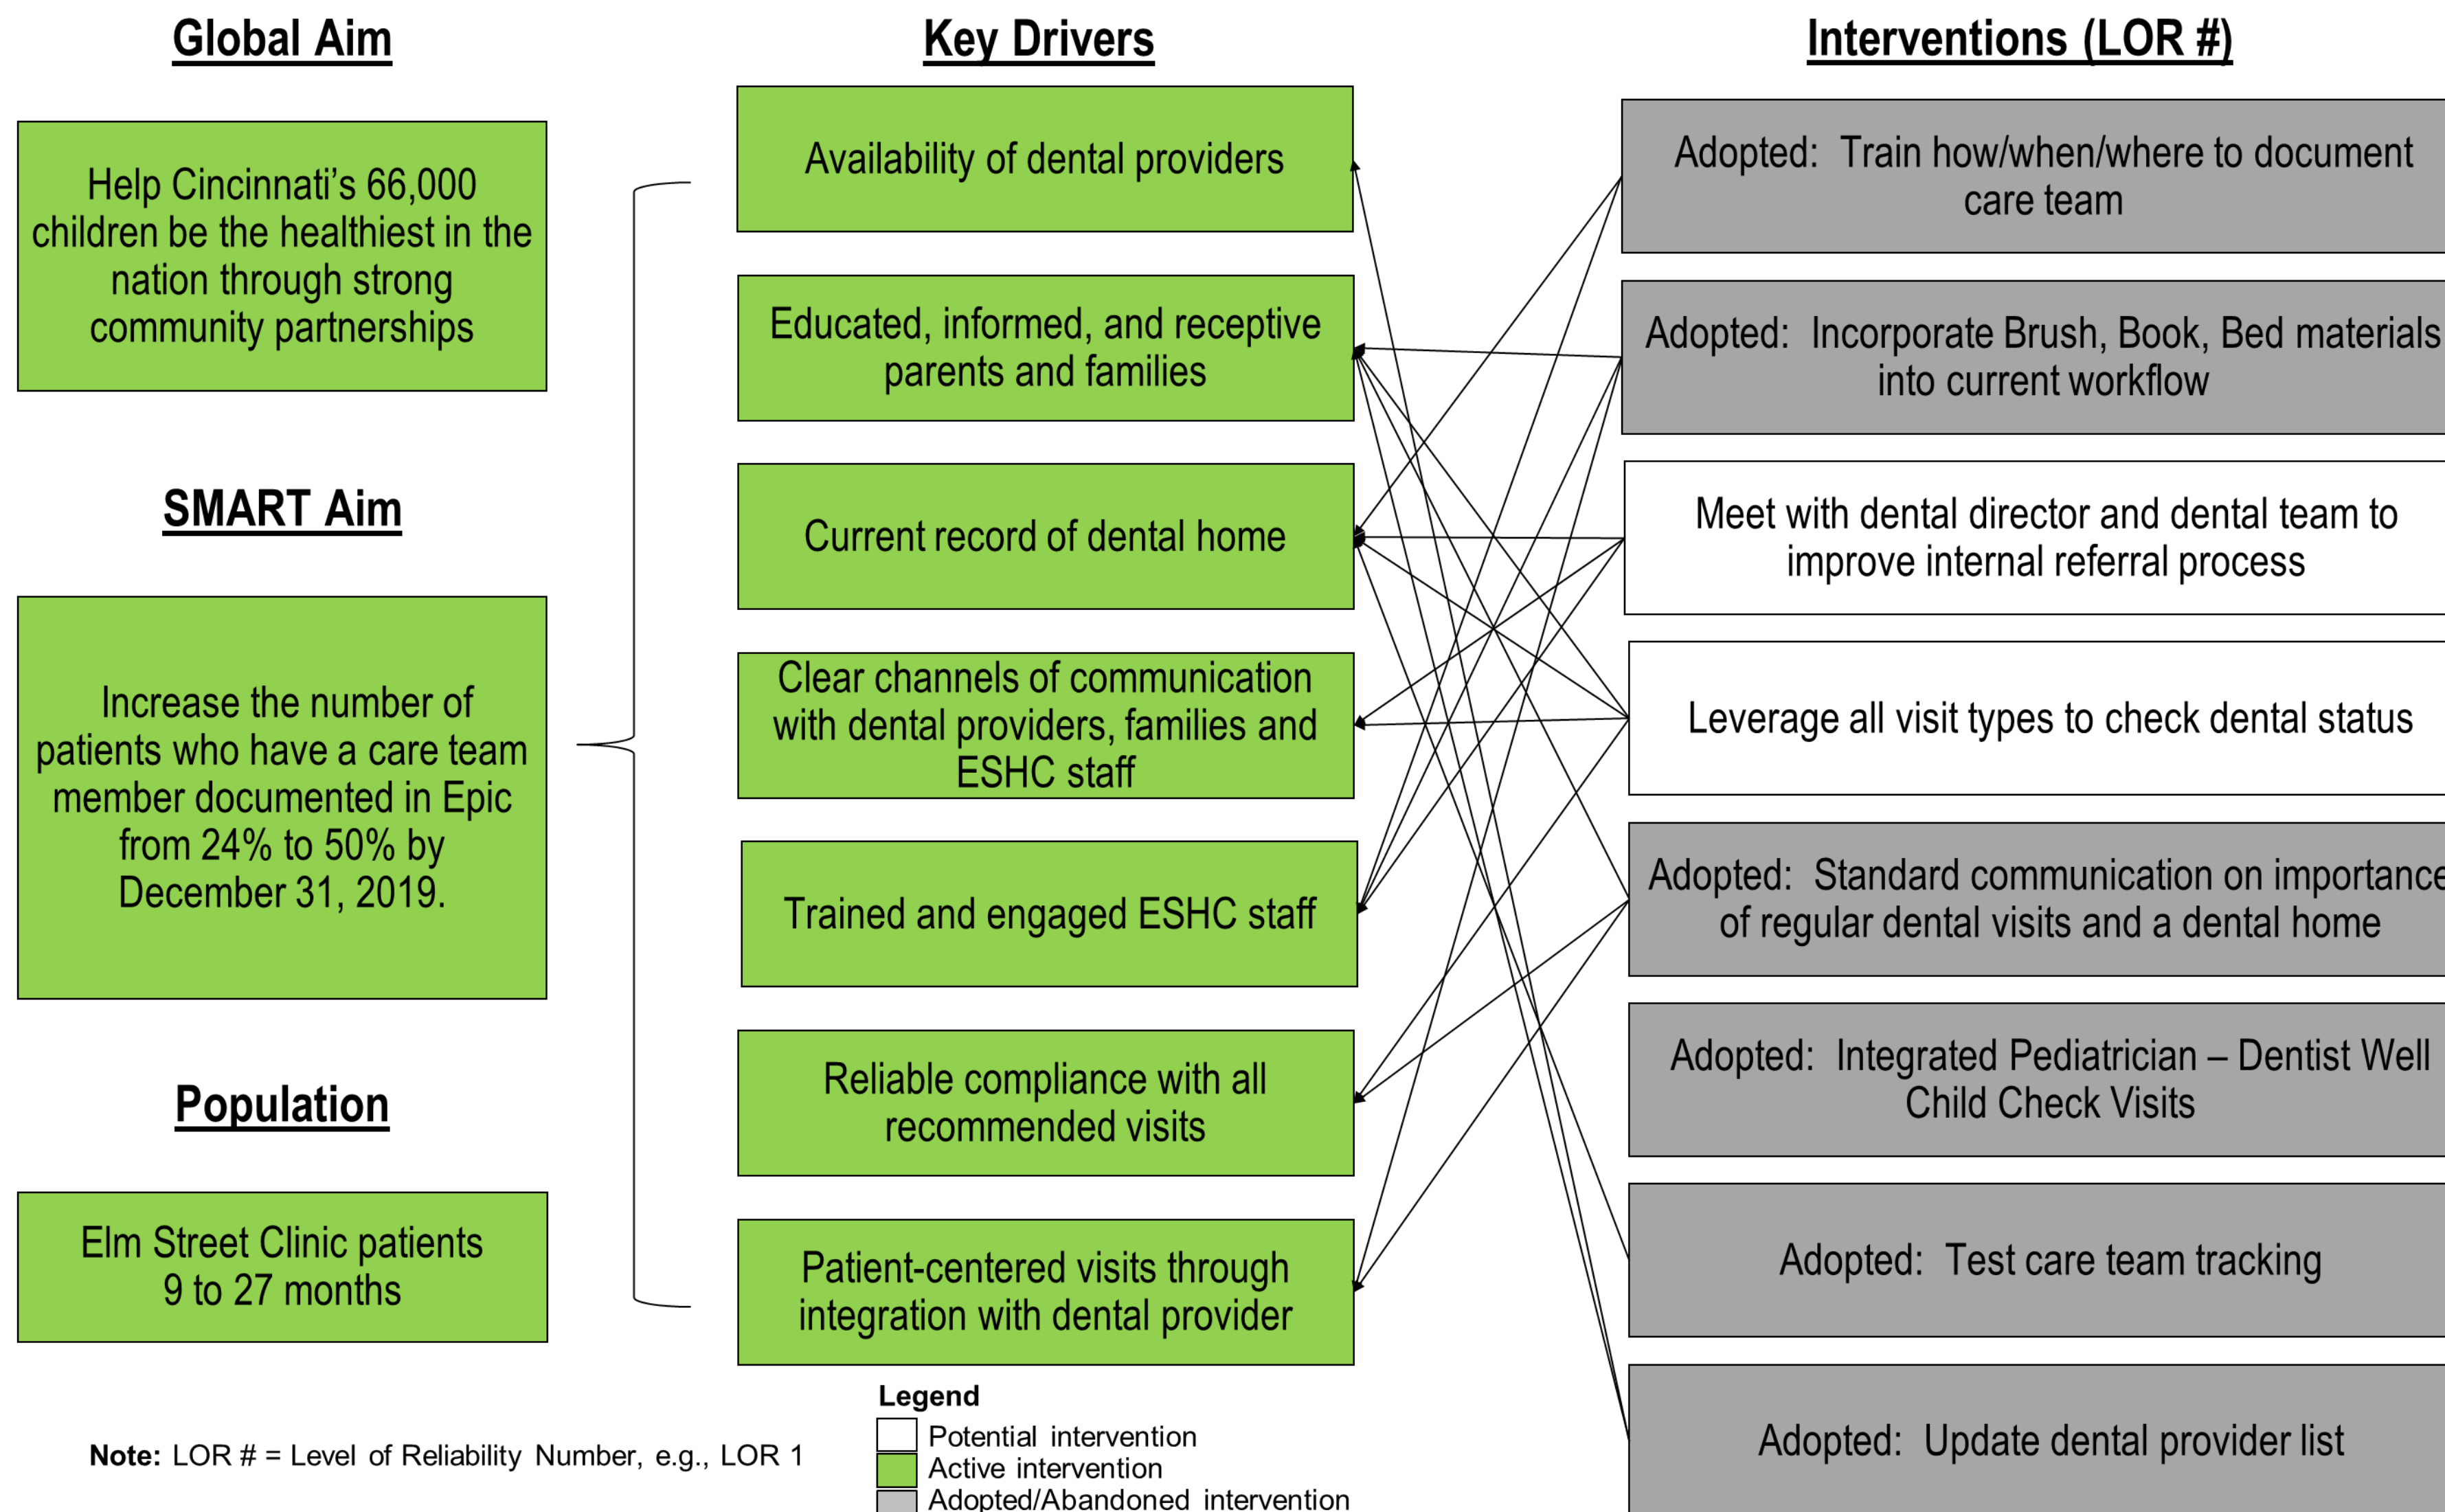 Global Aim
Help Cincinnati’s 66,000
children be the healthiest in the
nation through strong
community partnerships
SMART Aim
Increase the number of
patients who have a care team
member documented in Epic
from 24% to 50% by
December 31, 2019.
Population
Elm Street Clinic patients
9 to 27 months
Note: LOR # = Level of Reliability Number, e.g., LOR 1
Key Drivers
Availability of dental providers
Educated, informed, and receptive
parents and families
Current record of dental home
Clear channels of communication
with dental providers, families and
ESHC staff
Trained and engaged ESHC staff
Reliable compliance with all
recommended visits
Patient-centered visits through
integration with dental provider
Legend
Potential intervention
Active intervention
Adopted/Abandoned intervention
Interventions (LOR #)
Adopted: Train how/when/where to document
care team
Adopted: Incorporate Brush, Book, Bed materials
into current workflow
Meet with dental director and dental team to
improve internal referral process
Leverage all visit types to check dental status
Adopted: Standard communication on importance
of regular dental visits and a dental home
Adopted: Integrated Pediatrician – Dentist Well
Child Check Visits
Adopted: Test care team tracking
Adopted: Update dental provider list